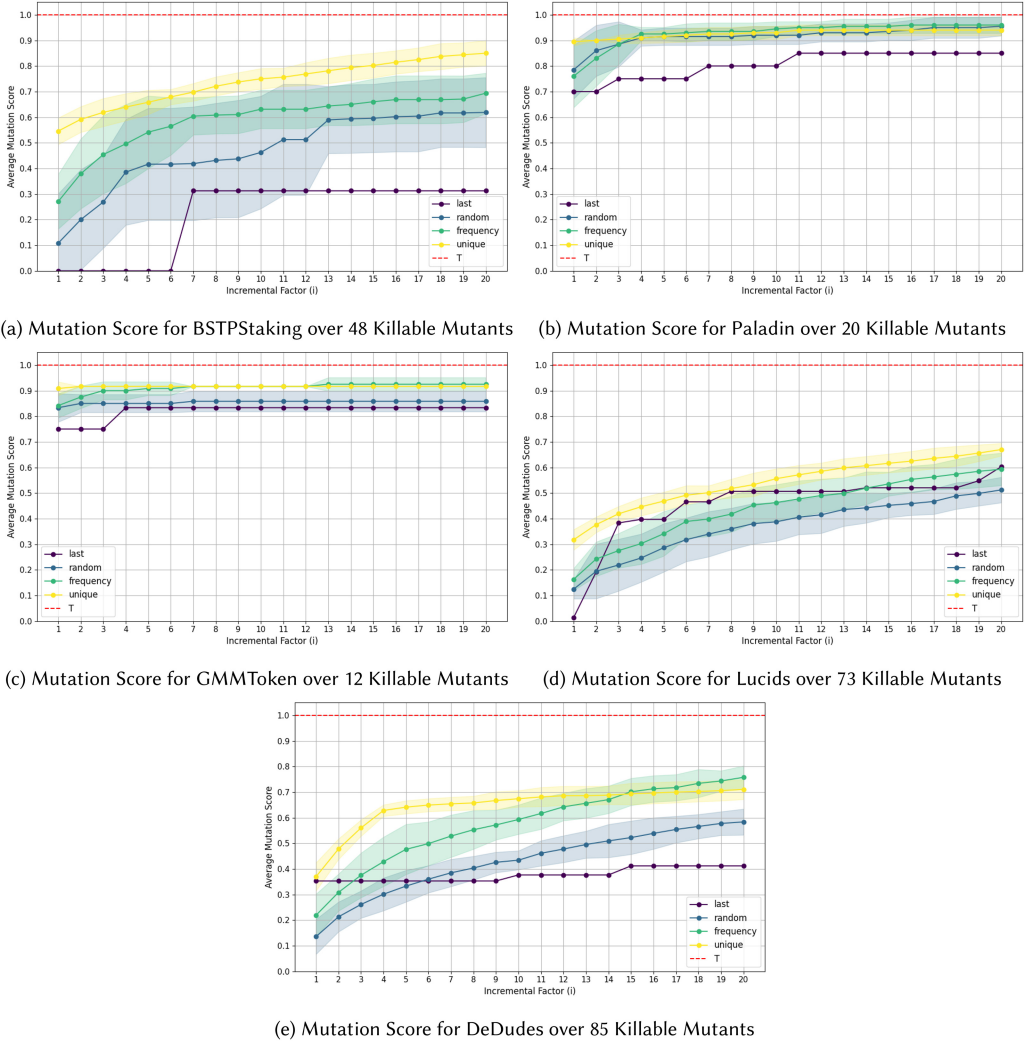 Average Mutation Score
1.0
0.9
0.8
0.7
0.6
0.5
0.4
0.3
0.2
0.1
0.0
last
random
frequency
unique
T
1 2 3 4 5 6 7 8 9 10 11 12 13 14 15 16 17 18 19 20
Incremental Factor (i)
(a) Mutation Score for BSTPStaking over 48 Killable Mutants
Average Mutation Score
1.0
0.9
0.8
0.7
0.6
0.5
0.4
0.3
0.2
0.1
0.0
last
random
frequency
unique
T
1 2 3 4 5 6 7 8 9 10 11 12 13 14 15 16 17 18 19 20
Incremental Factor (i)
(b) Mutation Score for Paladin over 20 Killable Mutants
Average Mutation Score
1.0
0.9
0.8
0.7
0.6
0.5
0.4
0.3
0.2
0.1
0.0
last
random
frequency
unique
T
1 2 3 4 5 6 7 8 9 10 11 12 13 14 15 16 17 18 19 20
Incremental Factor (i)
(c) Mutation Score for GMMToken over 12 Killable Mutants
Average Mutation Score
1.0
0.9
0.8
0.7
0.6
0.5
0.4
0.3
0.2
0.1
0.0
last
random
frequency
unique
T
1 2 3 4 5 6 7 8 9 10 11 12 13 14 15 16 17 18 19 20
Incremental Factor (i)
(d) Mutation Score for Lucids over 73 Killable Mutants
Average Mutation Score
1.0
0.9
0.8
0.7
0.6
0.5
0.4
0.3
0.2
0.1
0.0
last
random
frequency
unique
T
1 2 3 4 5 6 7 8 9 10 11 12 13 14 15 16 17 18 19 20
Incremental Factor (i)
(e) Mutation Score for DeDudes over 85 Killable Mutants